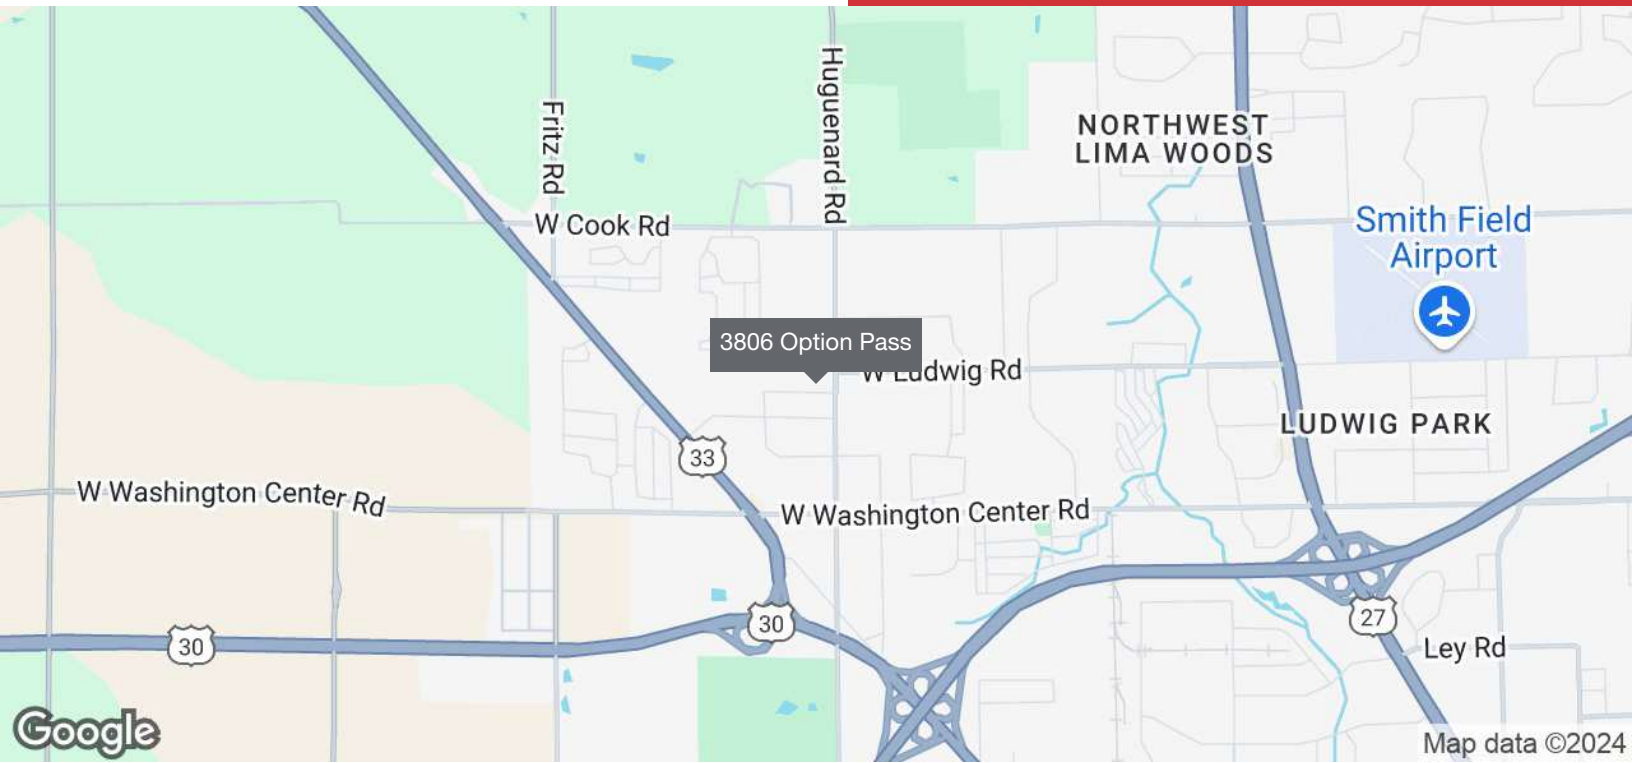 Huguenard Rd
Fritz Rd
NORTHWEST
LIMA WOODS
W Cook Rd
Smith Field
Airport
3806 Option Pass
W Ludwig Rd
LUDWIG PARK
33
W Washington Center Rd
W Washington Center Rd
30
30
27
Ley Rd
Google
Map data ©2024